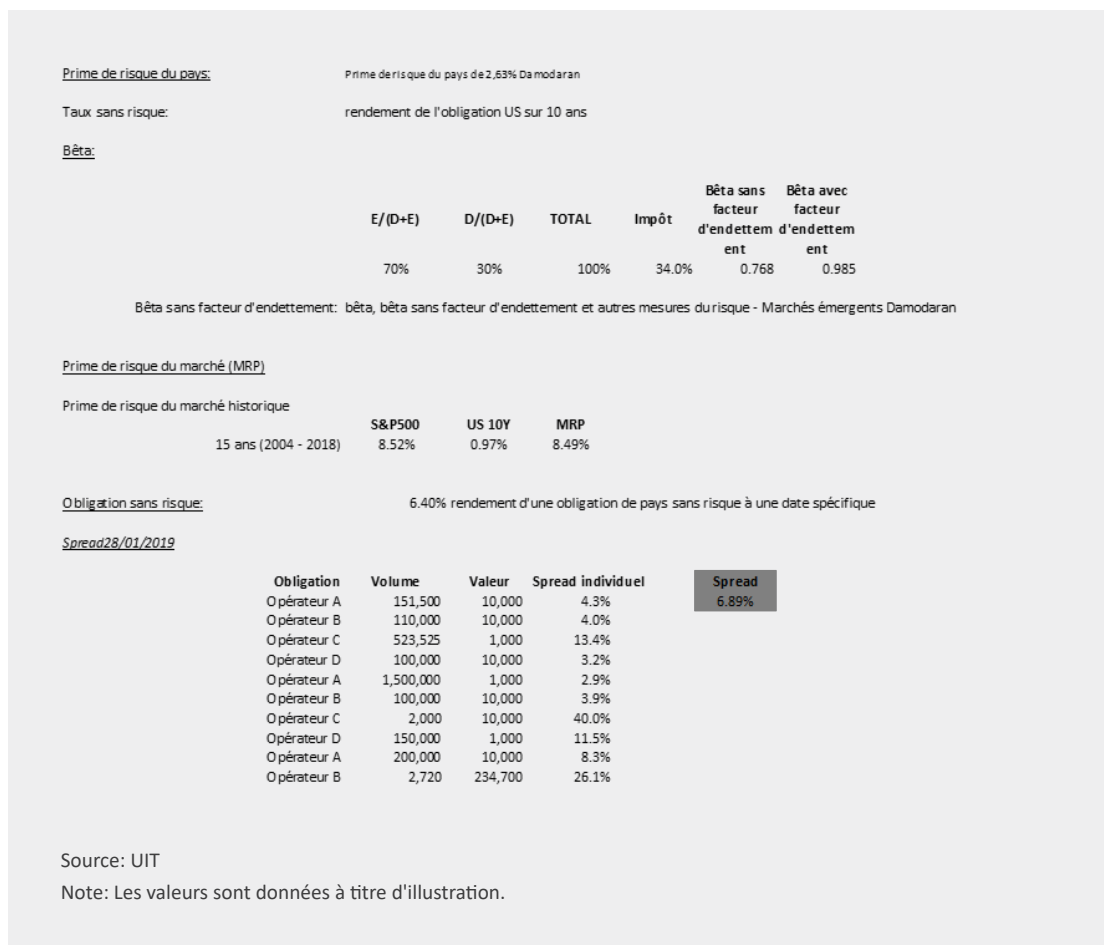 Prime de risque du pays: Prime de risque du pays de 2,63% Damodaran
Taux sans risque: rendement de l'obligation US sur 10 ans
Bêta:
E/(D+E) D/(D+E) TOTAL Impôt Bêta sans facteur d'endettem ent Bêta avec facteur d'endettem ent
70% 30% 100% 34.0% 0.768 0.985
Bêta sans facteur d'endettement: bêta, bêta sans facteur d'endettement et autres mesures du risque - Marchés émergents Damodaran
Prime de risque du marché (MRP)
Prime de risque du marché historique
S&P500 US 10Y MRP
15 ans (2004 - 2018) 8.52% 0.97% 8.49%
Obligation sans risque: 6.40% rendement d'une obligation de pays sans risque à une date spécifique
Spread28/01/2019
Obligation Volume Valeur Spread individuel Spread
Opérateur A 151,500 10,000 4.3% 6.89%
Opérateur B 110,000 10,000 4.0%
Opérateur C 523,525 1,000 13.4%
Opérateur D 100,000 10,000 3.2%
Opérateur A 1,500,000 1,000 2.9%
Opérateur B 100,000 10,000 3.9%
Opérateur C 2,000 10,000 40.0%
Opérateur D 150,000 1,000 11.5%
Opérateur A 200,000 10,000 8.3%
Opérateur B 2,720 234,700 26.1%
Source: UIT
Note: Les valeurs sont données à titre d'illustration.